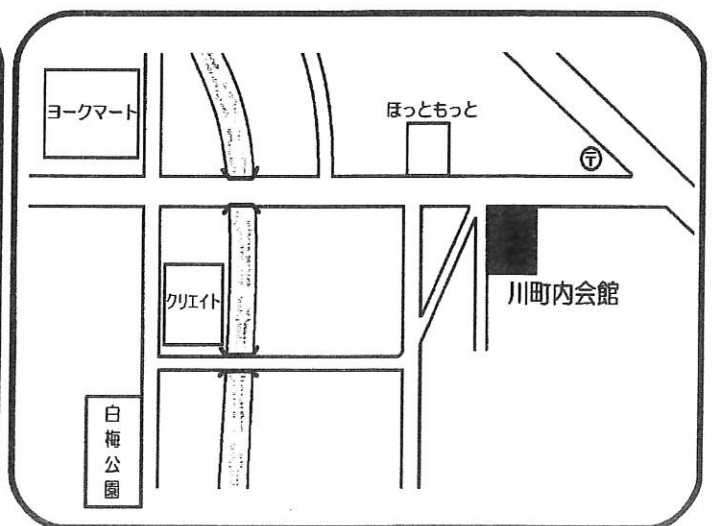 ヨークマート
ほっともっと
〒
クリエイト
川町内会館
白梅公園